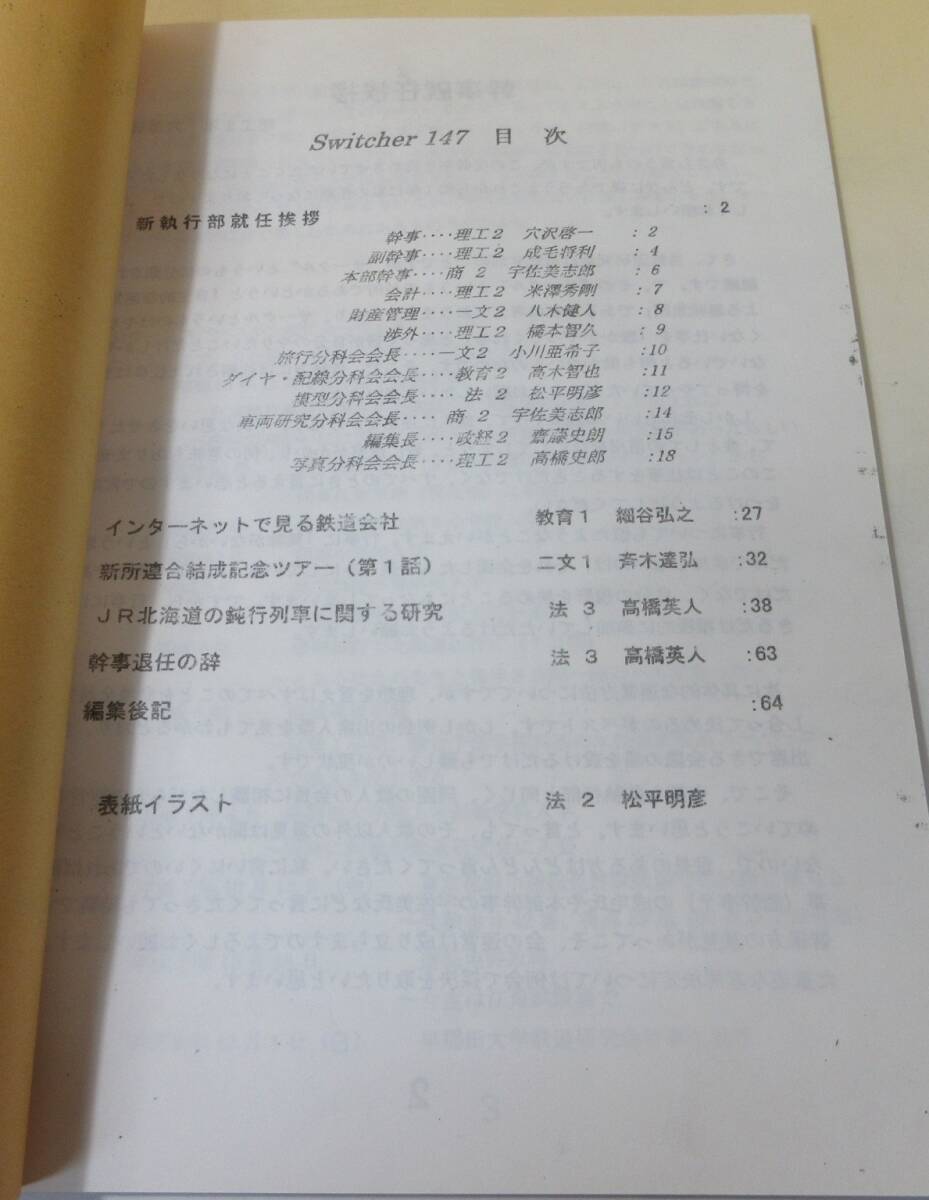 Switcher 147 目 次
新執行部就任挨拶 : 2
幹事‥‥理工2 穴沢啓一 : 2
副幹事‥‥理工2 成毛将利 : 4
本部幹事‥‥商 2 宇佐美志郎 : 6
会計‥‥理工2 米澤秀剛 : 7
財産管理‥‥一文2 八木健人 : 8
渉外‥‥理工2 橋本智久 : 9
旅行分科会会長‥‥一文2 小川亜希子 :10
ダイヤ・配線分科会会長‥‥教育2 高木智也 :11
模型分科会会長‥‥法 2 松平明彦 :12
車両研究分科会会長‥‥商 2 宇佐美志郎 :14
編集長‥‥政経2 齋藤史朗 :15
写真分科会会長‥‥理工2 高橋史郎 :18
インターネットで見る鉄道会社 教育1 細谷弘之 :27
新所連合結成記念ツアー(第1話) 二文1 斉木達弘 :32
JR北海道の鈍行列車に関する研究 法 3 高橋英人 :38
幹事退任の辞 法 3 高橋英人 :63
編集後記 :64
表紙イラスト 法 2 松平明彦